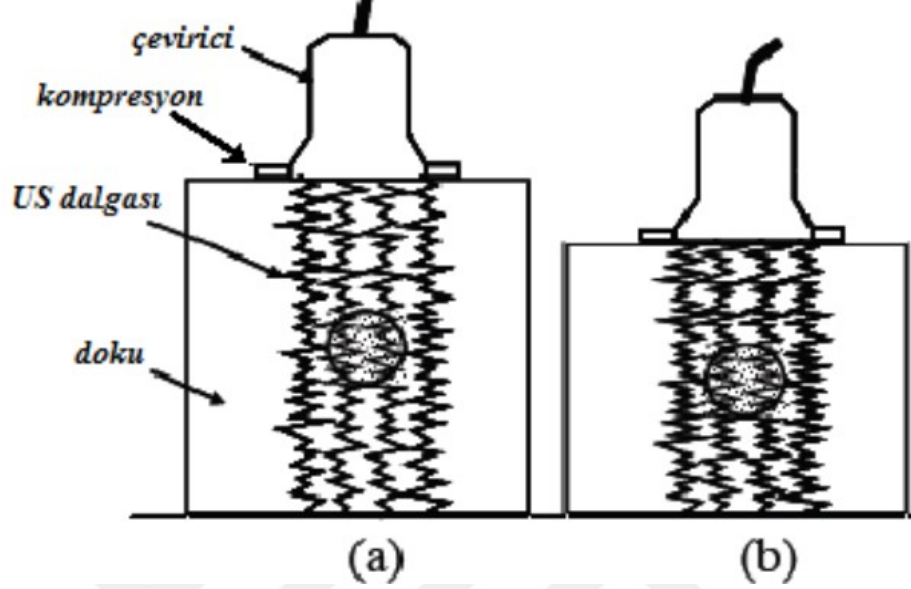 çevirici
kompresyon
US dalgası
doku
(a)
(b)